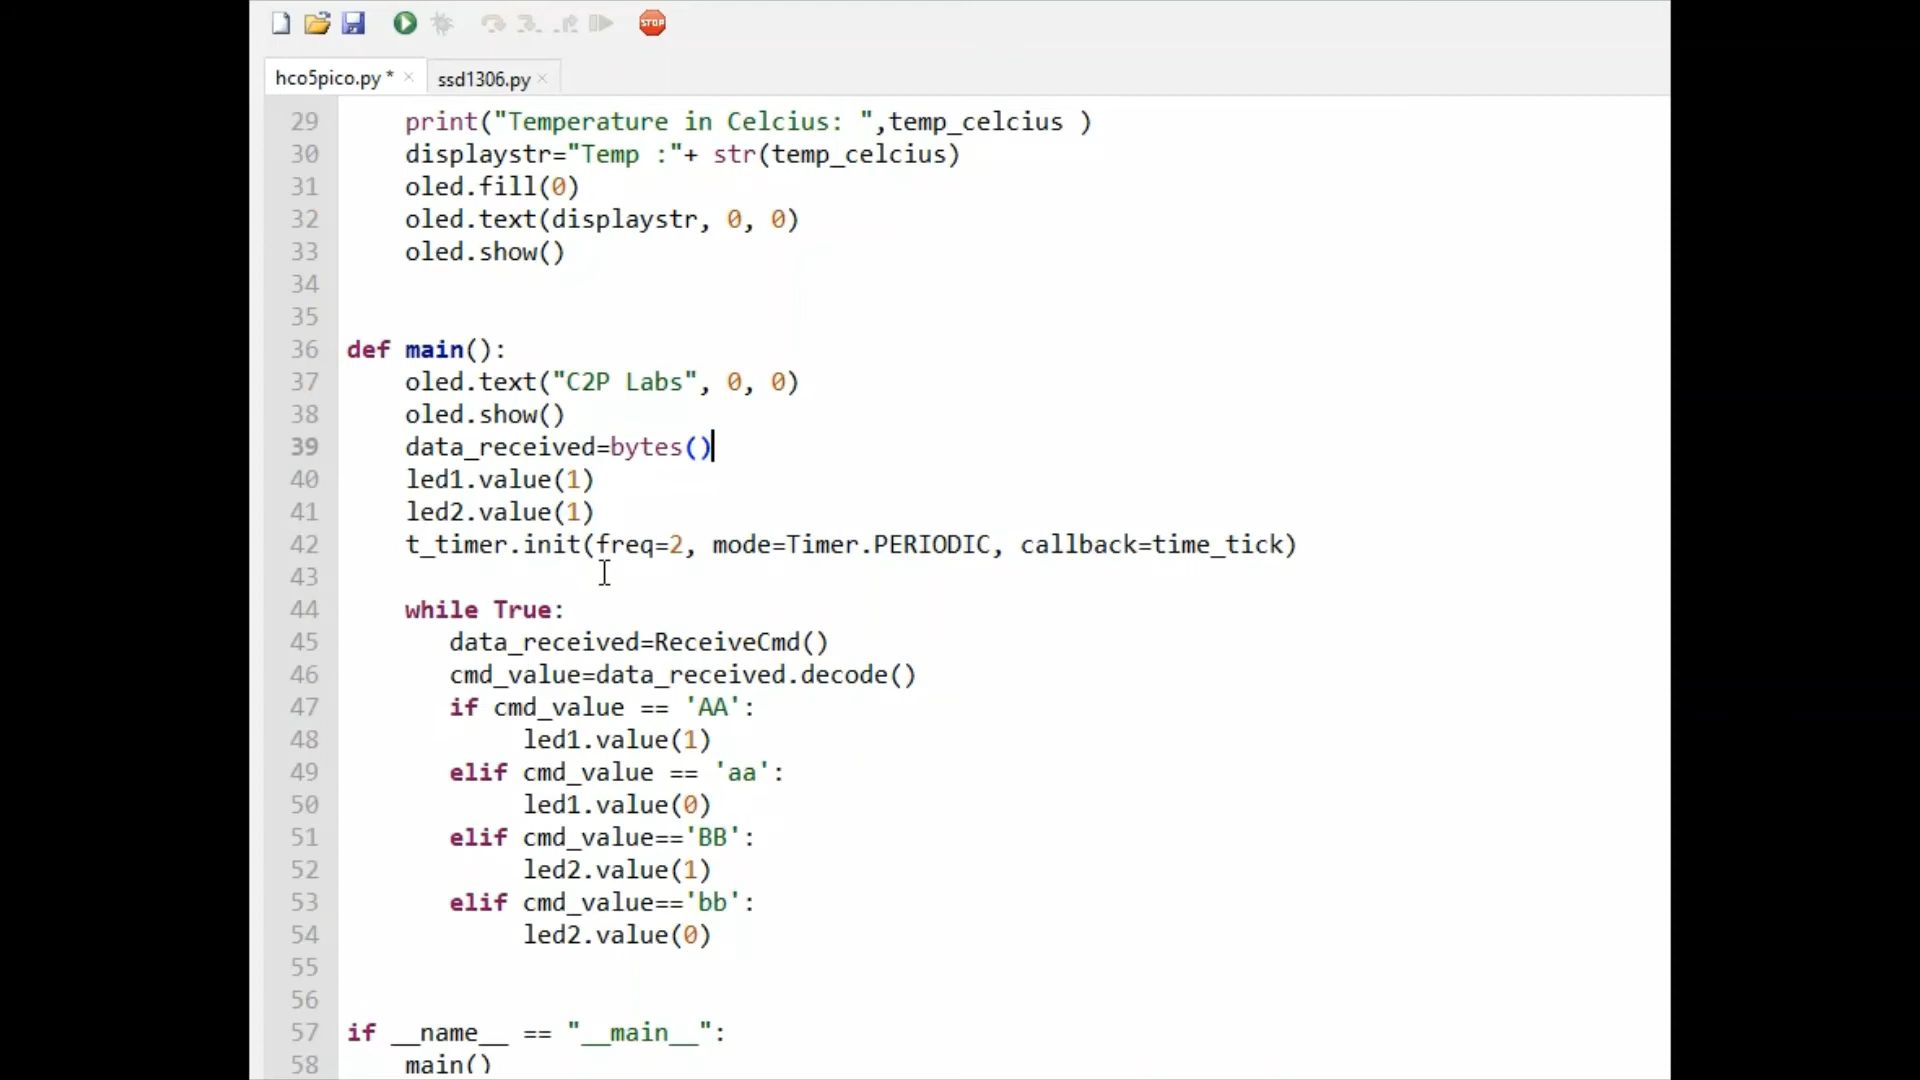 STOP
hco5pico.py * × ssd1306.py ×
29 print("Temperature in Celcius: ",temp_celcius )
30 displaystr="Temp :"+ str(temp_celcius)
31 oled.fill(0)
32 oled.text(displaystr, 0, 0)
33 oled.show()
34
35
36 def main():
37 oled.text("C2P Labs", 0, 0)
38 oled.show()
39 data_received=bytes()
40 led1.value(1)
41 led2.value(1)
42 t_timer.init(freq=2, mode=Timer.PERIODIC, callback=time_tick)
43
44 while True:
45 data_received=ReceiveCmd()
46 cmd_value=data_received.decode()
47 if cmd_value == 'AA':
48 led1.value(1)
49 elif cmd_value == 'aa':
50 led1.value(0)
51 elif cmd_value=='BB':
52 led2.value(1)
53 elif cmd_value=='bb':
54 led2.value(0)
55
56
57 if __name__ == "__main__":
58 main()